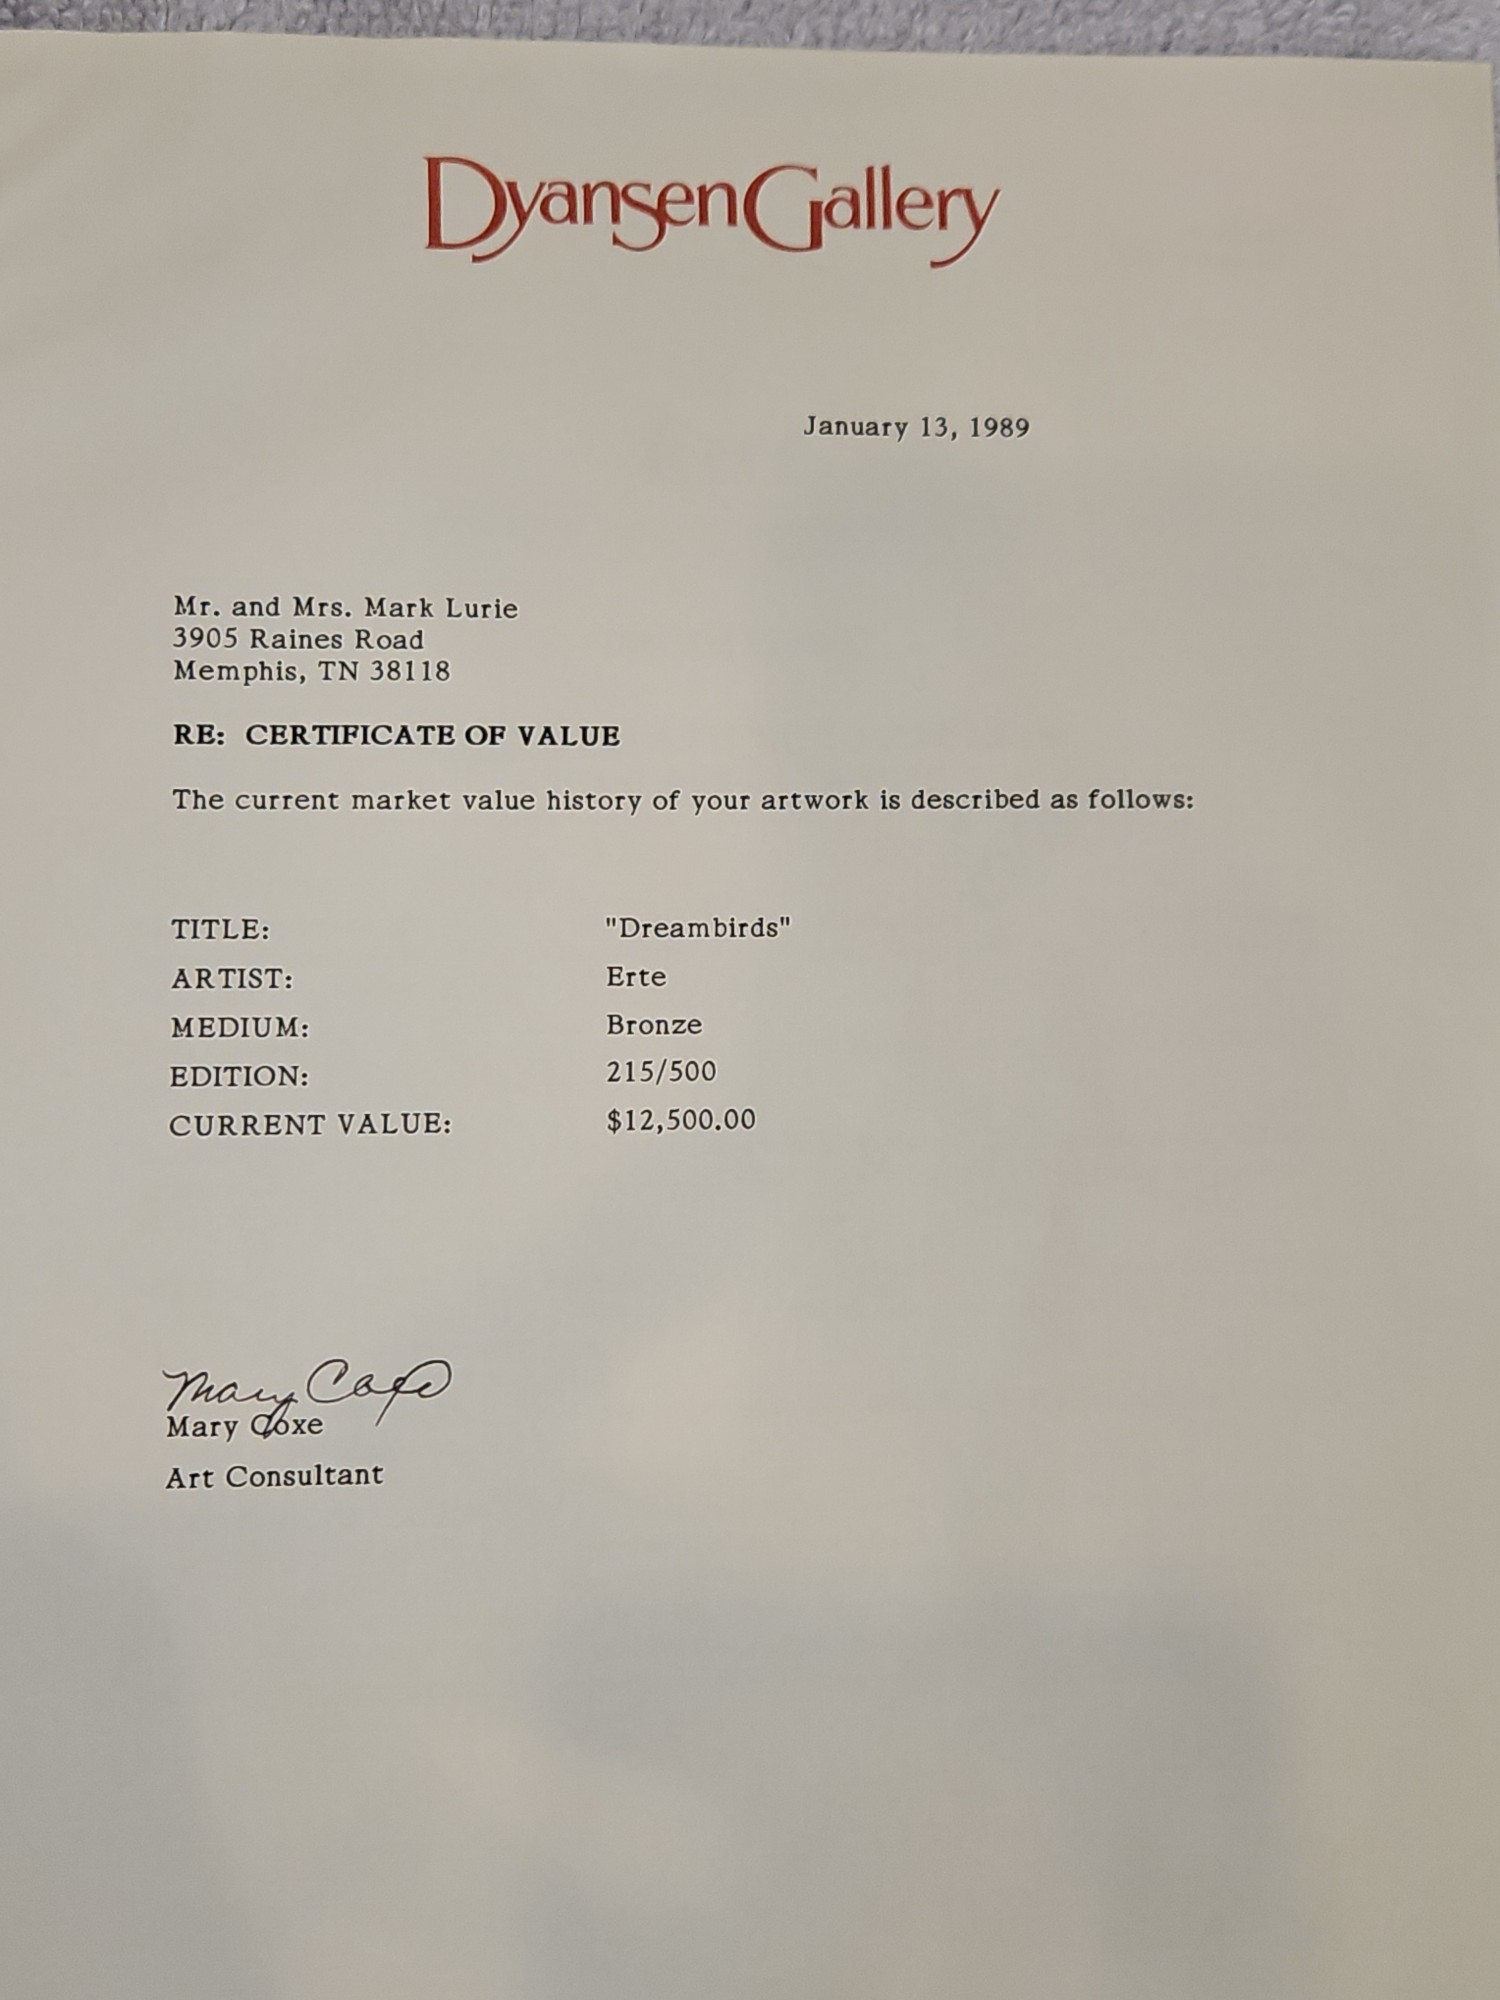 Dyansen Gallery
January 13, 1989
Mr. and Mrs. Mark Lurie
3905 Raines Road
Memphis, TN 38118
RE: CERTIFICATE OF VALUE
The current market value history of your artwork is described as follows:
TITLE: "Dreambirds"
ARTIST: Erte
MEDIUM: Bronze
EDITION: 215/500
CURRENT VALUE: $12,500.00
Mary Coxe
Mary Coxe
Art Consultant